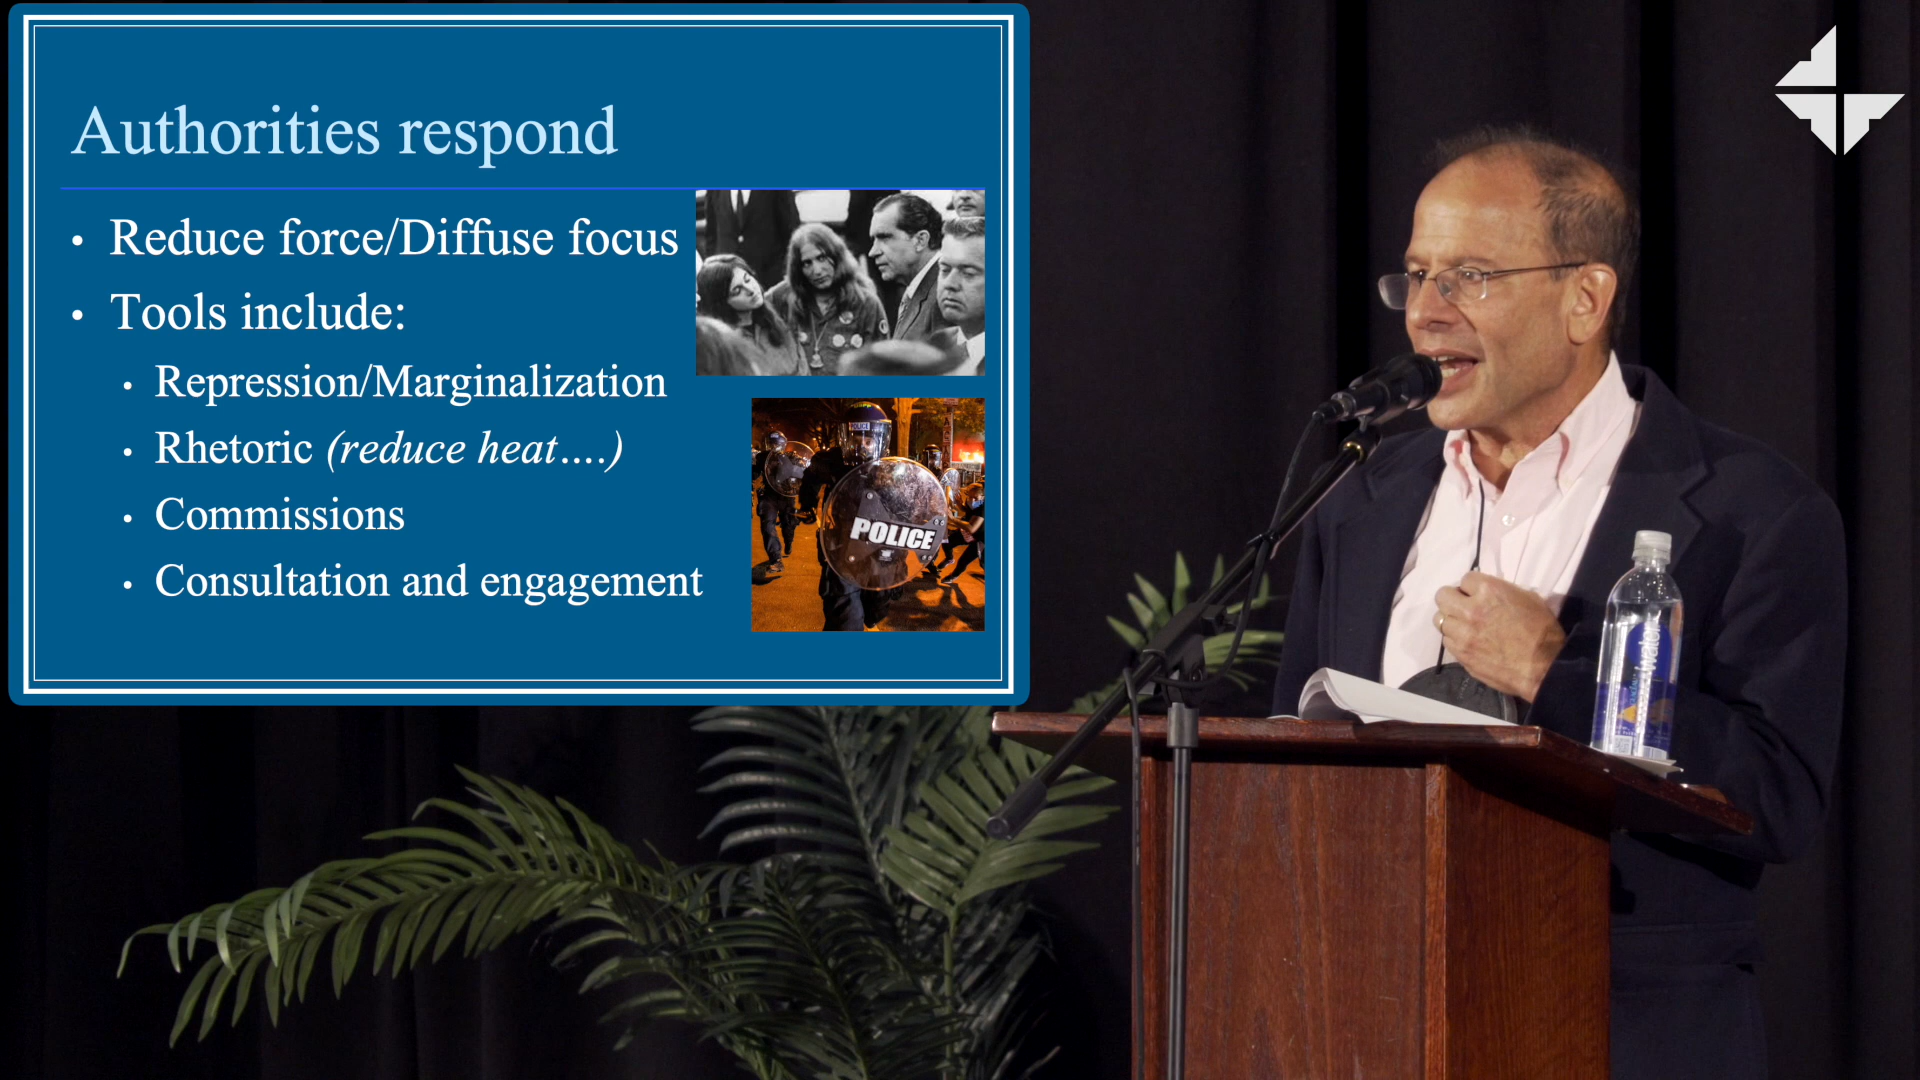 Authorities respond
• Reduce force/Diffuse focus
• Tools include:
• Repression/Marginalization
• Rhetoric (reduce heat….)
• Commissions
• Consultation and engagement
POLICE
POLICE
water